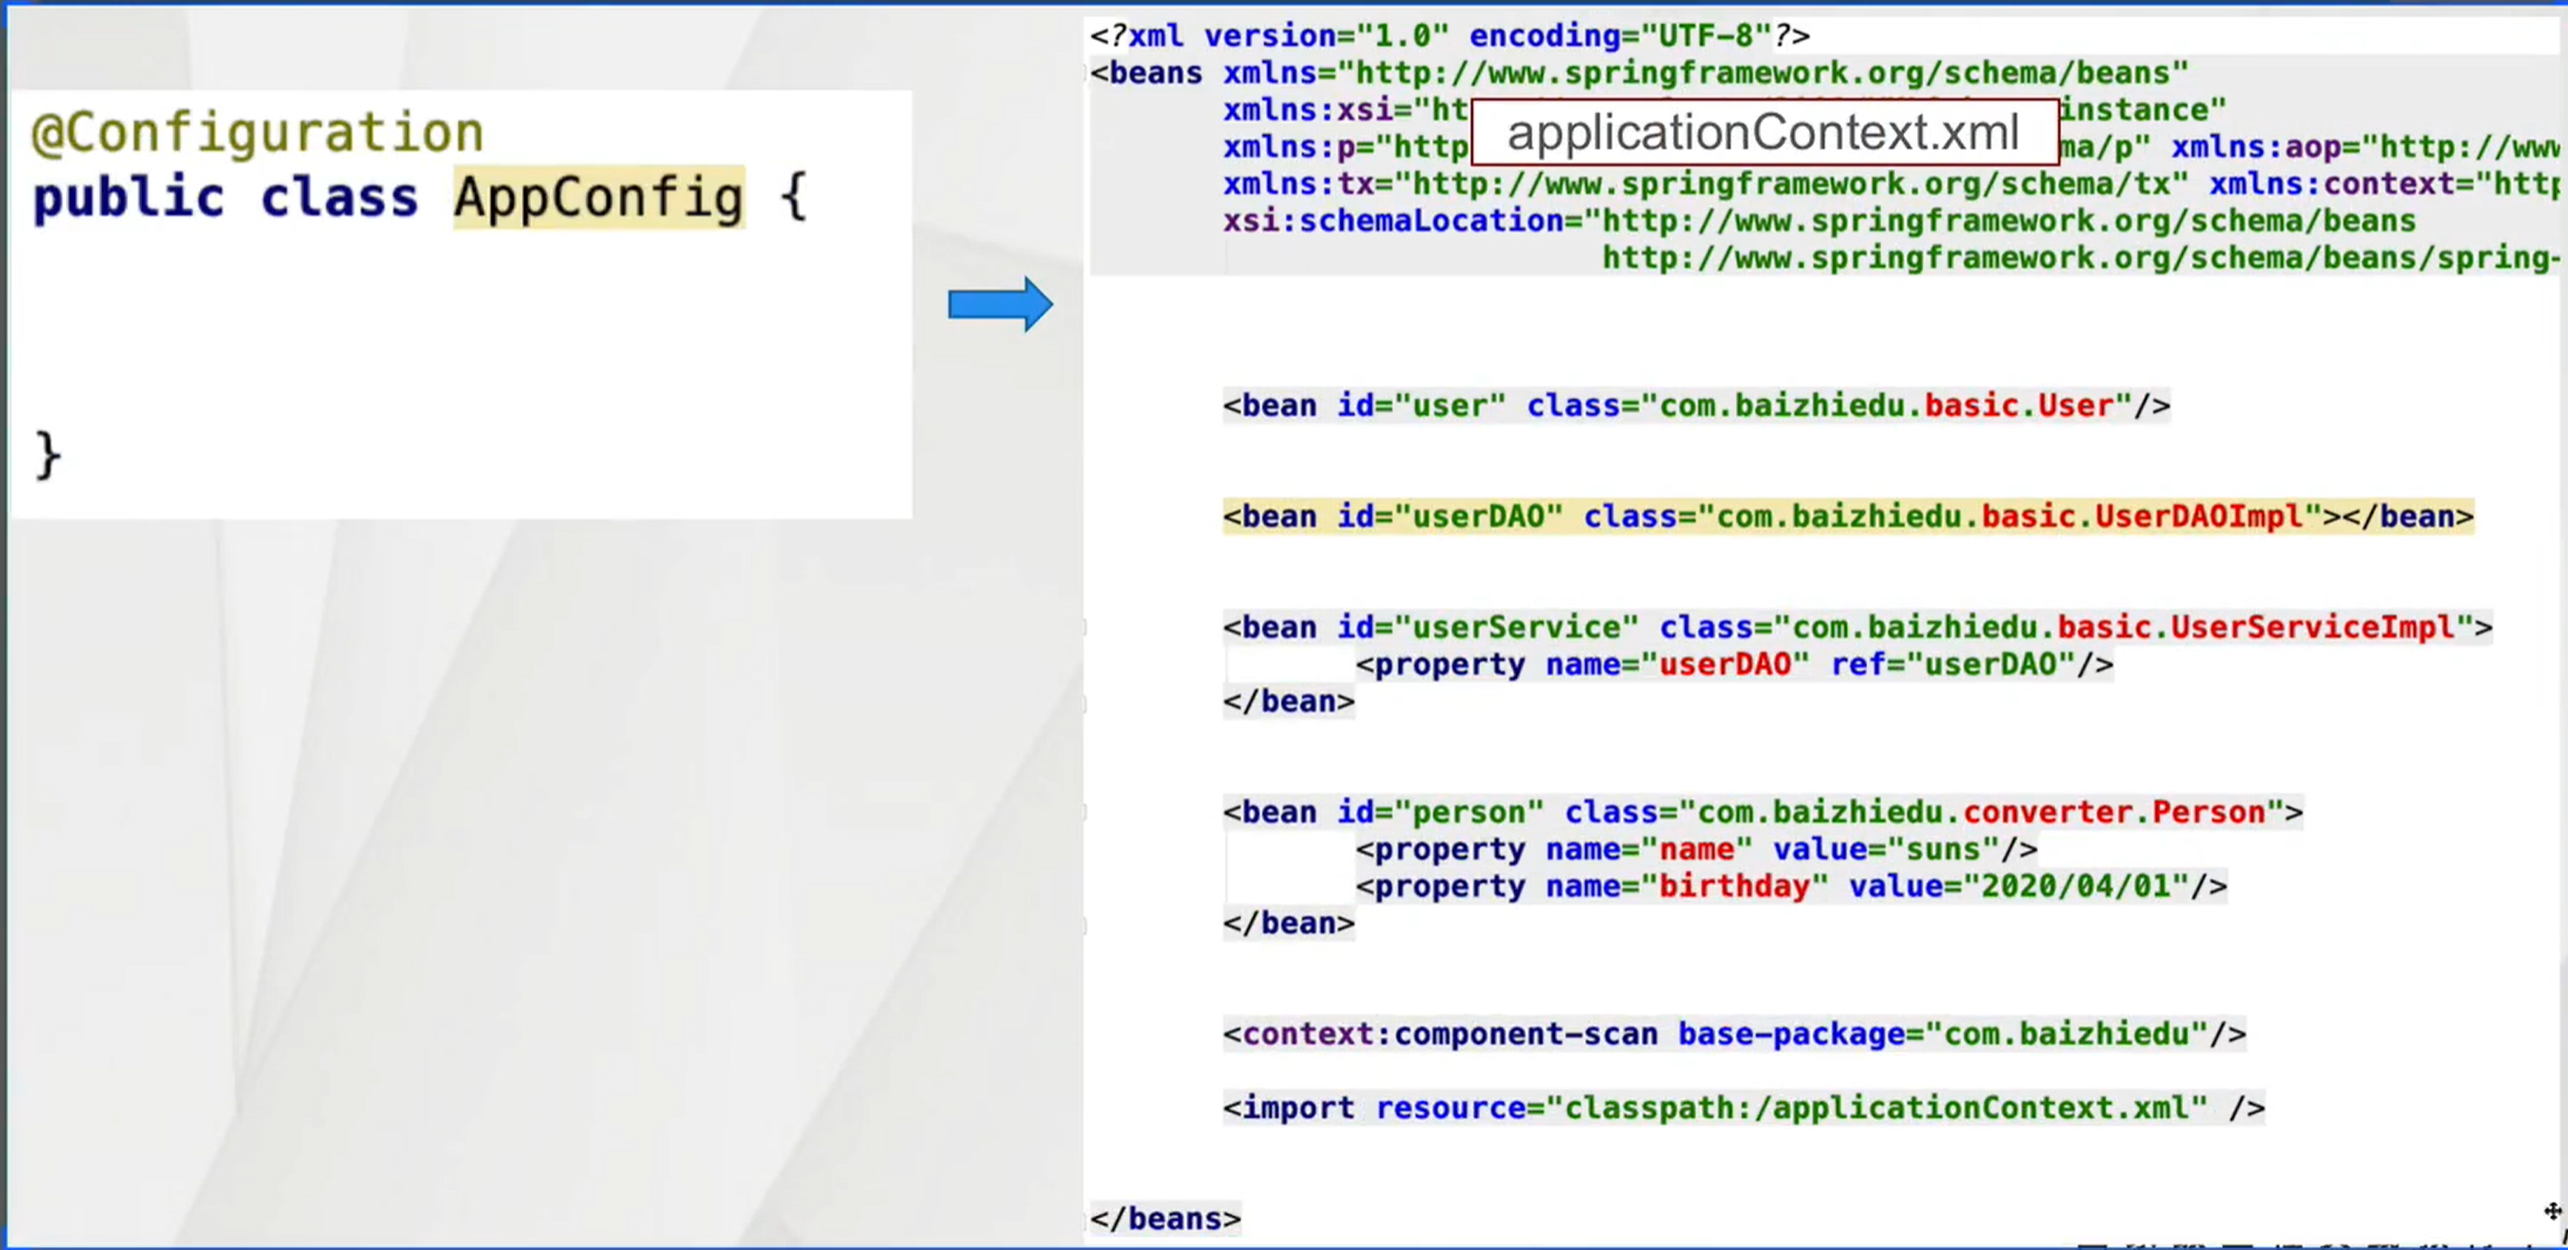 @Configuration
public class AppConfig {
}
<?xml version="1.0" encoding="UTF-8"?>
<beans xmlns="http://www.springframework.org/schema/beans"
xmlns:xsi="ht instance"
applicationContext.xml
xmlns:p="http ma/p" xmlns:aop="http://www
xmlns:tx="http://www.springframework.org/schema/tx" xmlns:context="http
xsi:schemaLocation="http://www.springframework.org/schema/beans
http://www.springframework.org/schema/beans/spring-
<bean id="user" class="com.baizhiedu.basic.User"/>
<bean id="userDAO" class="com.baizhiedu.basic.UserDAOImpl"></bean>
<bean id="userService" class="com.baizhiedu.basic.UserServiceImpl">
<property name="userDAO" ref="userDAO"/>
</bean>
<bean id="person" class="com.baizhiedu.converter.Person">
<property name="name" value="suns"/>
<property name="birthday" value="2020/04/01"/>
</bean>
<context:component-scan base-package="com.baizhiedu"/>
<import resource="classpath:/applicationContext.xml" />
</beans>